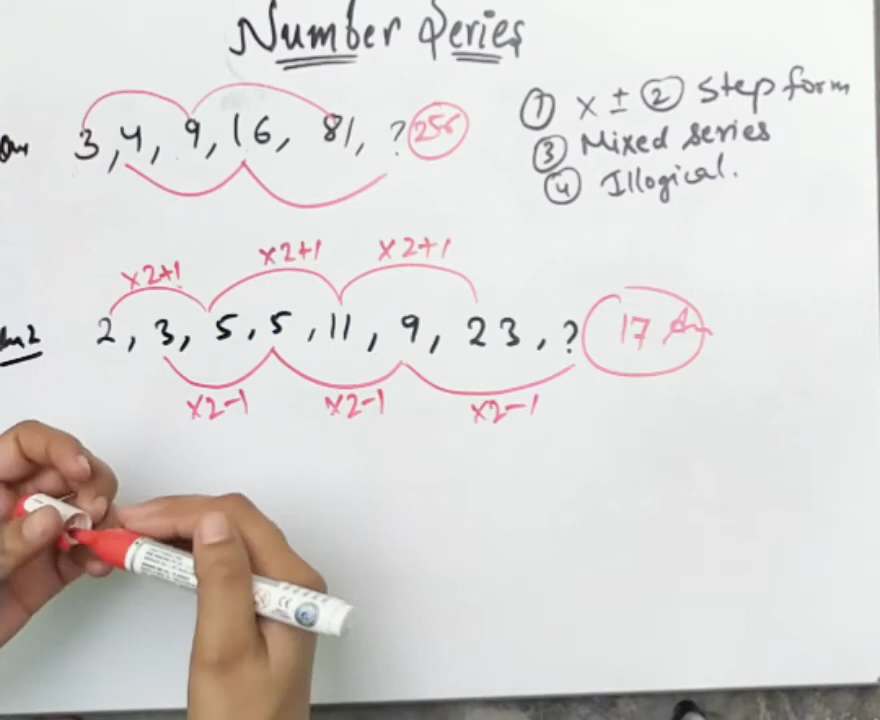 Number Series
① × ± ② Step form
③ Mixed series
④ Illogical.
3, 4, 9, 16, 81, ? 256
×2+1 ×2+1 ×2+1
2, 3, 5, 5, 11, 9, 23, ? 17 Ans
×2-1 ×2-1 ×2-1